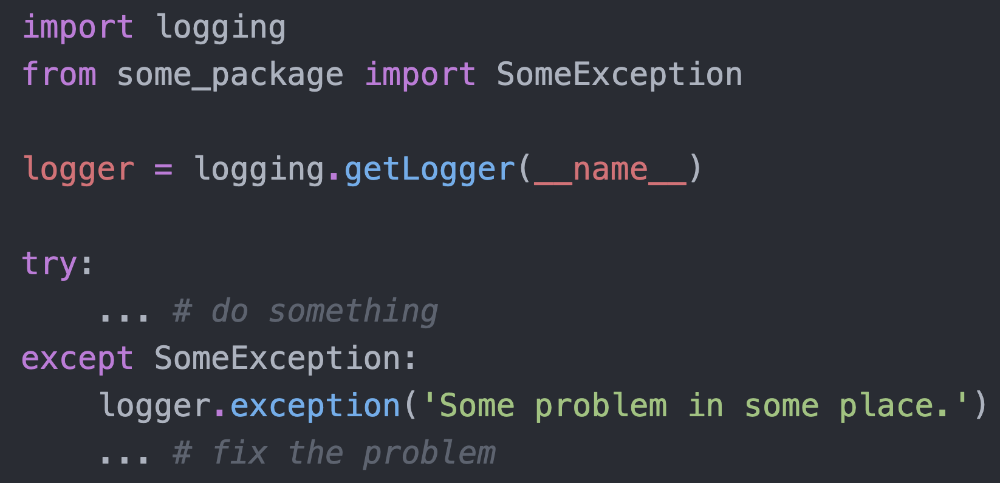 import logging
from some_package import SomeException
logger = logging.getLogger(__name__)
try:
    ... # do something
except SomeException:
    logger.exception('Some problem in some place.')
    ... # fix the problem